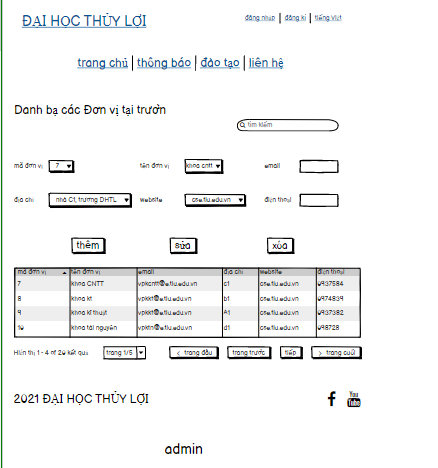 ĐẠI HỌC THỦY LỢI
đăng nhập | đăng kí | tiếng việt
trang chủ | thông báo | đào tạo | liên hệ
Danh bạ các Đơn vị tại trườn
tìm kiếm
mã đơn vị 7 tên đơn vị khoa cntt email
địa chỉ nhà C1, trường DHTL website cse.tlu.edu.vn điện thoại
thêm sửa xóa
mã đơn vị tên đơn vị email địa chỉ website điện thoại
7 khoa CNTT vpkcntt@e.tlu.edu.vn c1 cse.tlu.edu.vn 0937584
8 khoa kt vpkkt@e.tlu.edu.vn b1 cse.tlu.edu.vn 0974839
9 khoa kĩ thuật vpkkt@e.tlu.edu.vn A1 cse.tlu.edu.vn 0937382
10 khoa tài nguyên vpktn@e.tlu.edu.vn d1 cse.tlu.edu.vn 098728
Hiển thị 1 - 4 of 20 kết quả trang 1/5 < trang đầu trang trước tiếp > trang cuối
2021 ĐẠI HỌC THỦY LỢI f You Tube
admin